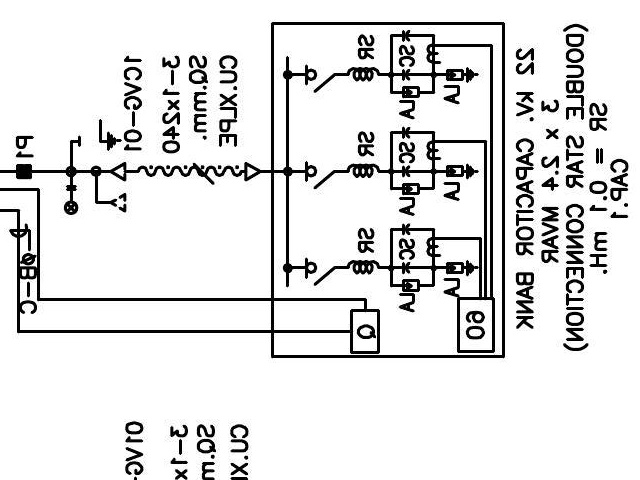 22 kV. CAPACITOR BANK
3 x 2.4 MVAR
(DOUBLE STAR CONNECTION)
SR = 0.1 mH.
CAP.1
SR
SC
LA
LA
SR
SC
LA
LA
SR
SC
LA
LA
60
Q
1CVG-01
3-1x240
SQ.mm.
CU.XLPE
P1
-QB-C
01VG-
3-1x
SQ.m
CU.XL